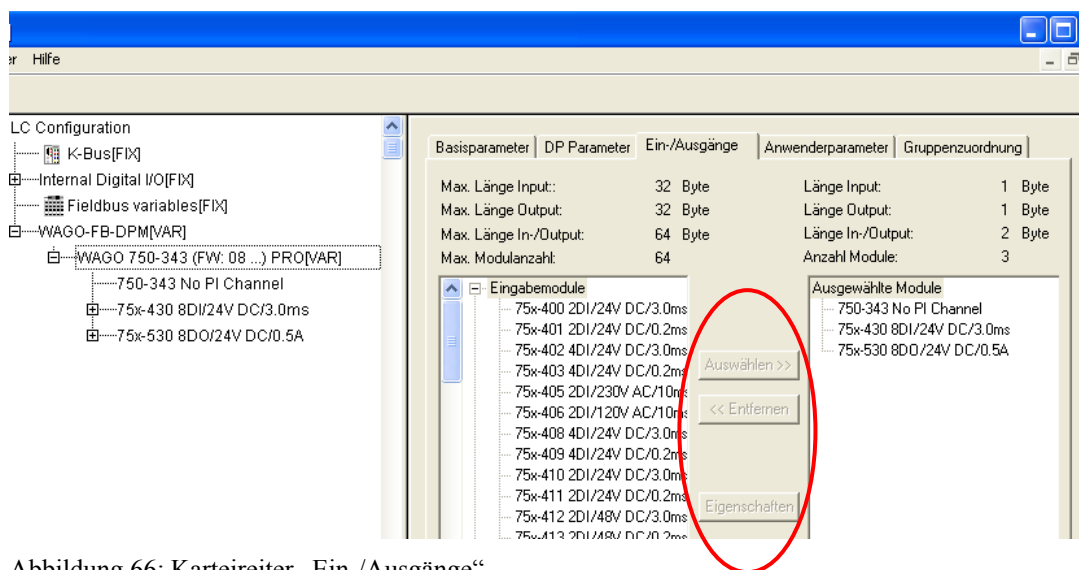 Hilfe
LC Configuration
K-Bus[FIX]
Internal Digital I/O[FIX]
Fieldbus variables[FIX]
WAGO-FB-DPM[VAR]
WAGO 750-343 (FW: 08 ...) PRO[VAR]
750-343 No PI Channel
75x-430 8DI/24V DC/3.0ms
75x-530 8DO/24V DC/0.5A
Basisparameter DP Parameter Ein-/Ausgänge Anwenderparameter Gruppenzuordnung
Max. Länge Input:: 32 Byte Länge Input: 1 Byte
Max. Länge Output: 32 Byte Länge Output: 1 Byte
Max. Länge In-/Output: 64 Byte Länge In-/Output: 2 Byte
Max. Modulanzahl: 64 Anzahl Module: 3
Eingabemodule
75x-400 2DI/24V DC/3.0ms
75x-401 2DI/24V DC/0.2ms
75x-402 4DI/24V DC/3.0ms
75x-403 4DI/24V DC/0.2ms
75x-405 2DI/230V AC/10ms
75x-406 2DI/120V AC/10ms
75x-408 4DI/24V DC/3.0ms
75x-409 4DI/24V DC/0.2ms
75x-410 2DI/24V DC/3.0ms
75x-411 2DI/24V DC/0.2ms
75x-412 2DI/48V DC/3.0ms
75x-413 2DI/48V DC/0.2ms
Auswählen >>
<< Entfernen
Eigenschaften
Ausgewählte Module
750-343 No PI Channel
75x-430 8DI/24V DC/3.0ms
75x-530 8DO/24V DC/0.5A
Abbildung 66: Karteireiter „Ein-/Ausgänge“